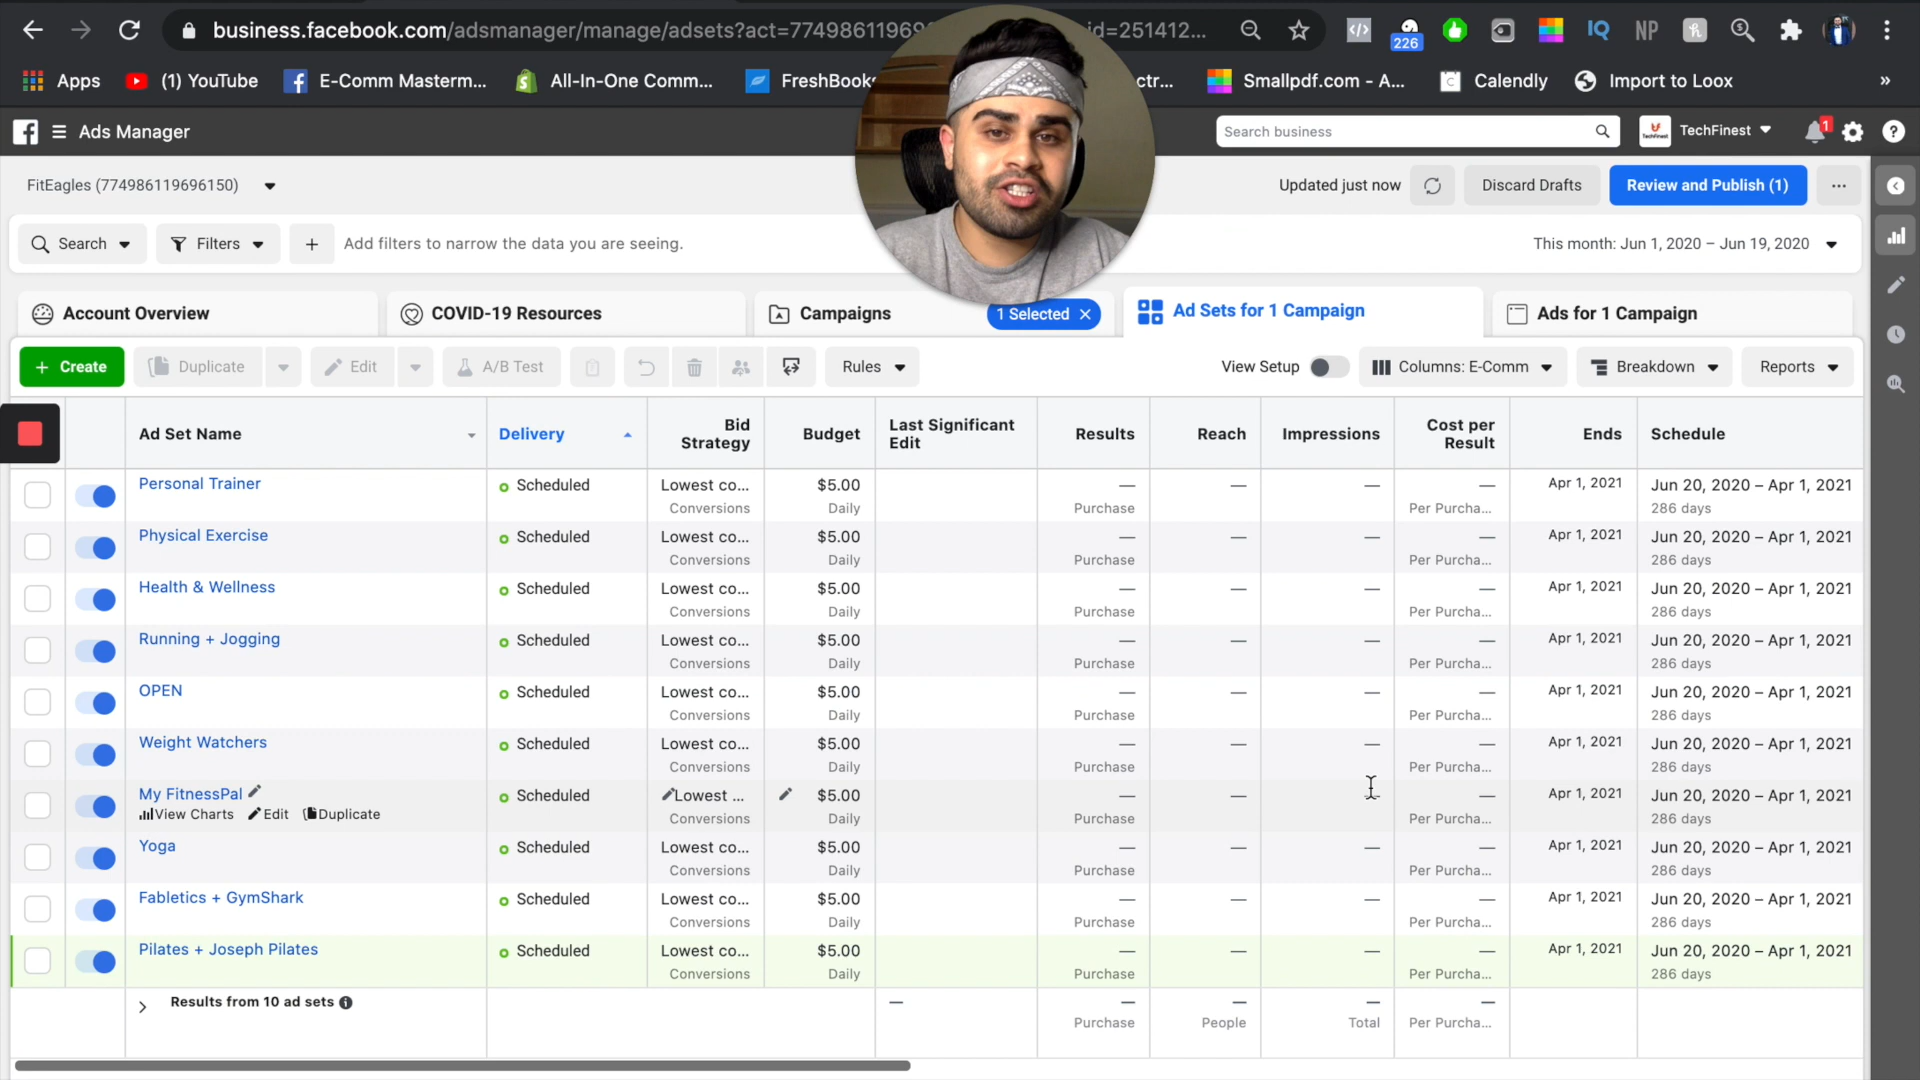 business.facebook.com/adsmanager/manage/adsets?act=7749861196 id=251412...
226
IQ
NP
Apps
(1) YouTube
E-Comm Masterm...
All-In-One Comm...
FreshBook
ctr...
Smallpdf.com - A...
Calendly
Import to Loox
»
Ads Manager
Search business
TechFinest
1
FitEagles (774986119696150)
Updated just now
Discard Drafts
Review and Publish (1)
Search
Filters
Add filters to narrow the data you are seeing.
This month: Jun 1, 2020 – Jun 19, 2020
Account Overview
COVID-19 Resources
Campaigns
1 Selected
Ad Sets for 1 Campaign
Ads for 1 Campaign
+ Create
Duplicate
Edit
A/B Test
Rules
View Setup
Columns: E-Comm
Breakdown
Reports
Ad Set Name Delivery Bid Strategy Budget Last Significant Edit Results Reach Impressions Cost per Result Ends Schedule
Personal Trainer Scheduled Lowest co... $5.00 — — — — Apr 1, 2021 Jun 20, 2020 – Apr 1, 2021
Conversions Daily Purchase Per Purcha... 286 days
Physical Exercise Scheduled Lowest co... $5.00 — — — — Apr 1, 2021 Jun 20, 2020 – Apr 1, 2021
Conversions Daily Purchase Per Purcha... 286 days
Health & Wellness Scheduled Lowest co... $5.00 — — — — Apr 1, 2021 Jun 20, 2020 – Apr 1, 2021
Conversions Daily Purchase Per Purcha... 286 days
Running + Jogging Scheduled Lowest co... $5.00 — — — — Apr 1, 2021 Jun 20, 2020 – Apr 1, 2021
Conversions Daily Purchase Per Purcha... 286 days
OPEN Scheduled Lowest co... $5.00 — — — — Apr 1, 2021 Jun 20, 2020 – Apr 1, 2021
Conversions Daily Purchase Per Purcha... 286 days
Weight Watchers Scheduled Lowest co... $5.00 — — — — Apr 1, 2021 Jun 20, 2020 – Apr 1, 2021
Conversions Daily Purchase Per Purcha... 286 days
My FitnessPal Scheduled Lowest ... $5.00 — — — — Apr 1, 2021 Jun 20, 2020 – Apr 1, 2021
View Charts Edit Duplicate Conversions Daily Purchase Per Purcha... 286 days
Yoga Scheduled Lowest co... $5.00 — — — — Apr 1, 2021 Jun 20, 2020 – Apr 1, 2021
Conversions Daily Purchase Per Purcha... 286 days
Fabletics + GymShark Scheduled Lowest co... $5.00 — — — — Apr 1, 2021 Jun 20, 2020 – Apr 1, 2021
Conversions Daily Purchase Per Purcha... 286 days
Pilates + Joseph Pilates Scheduled Lowest co... $5.00 — — — — Apr 1, 2021 Jun 20, 2020 – Apr 1, 2021
Conversions Daily Purchase Per Purcha... 286 days
Results from 10 ad sets — — — — —
Purchase People Total Per Purcha...